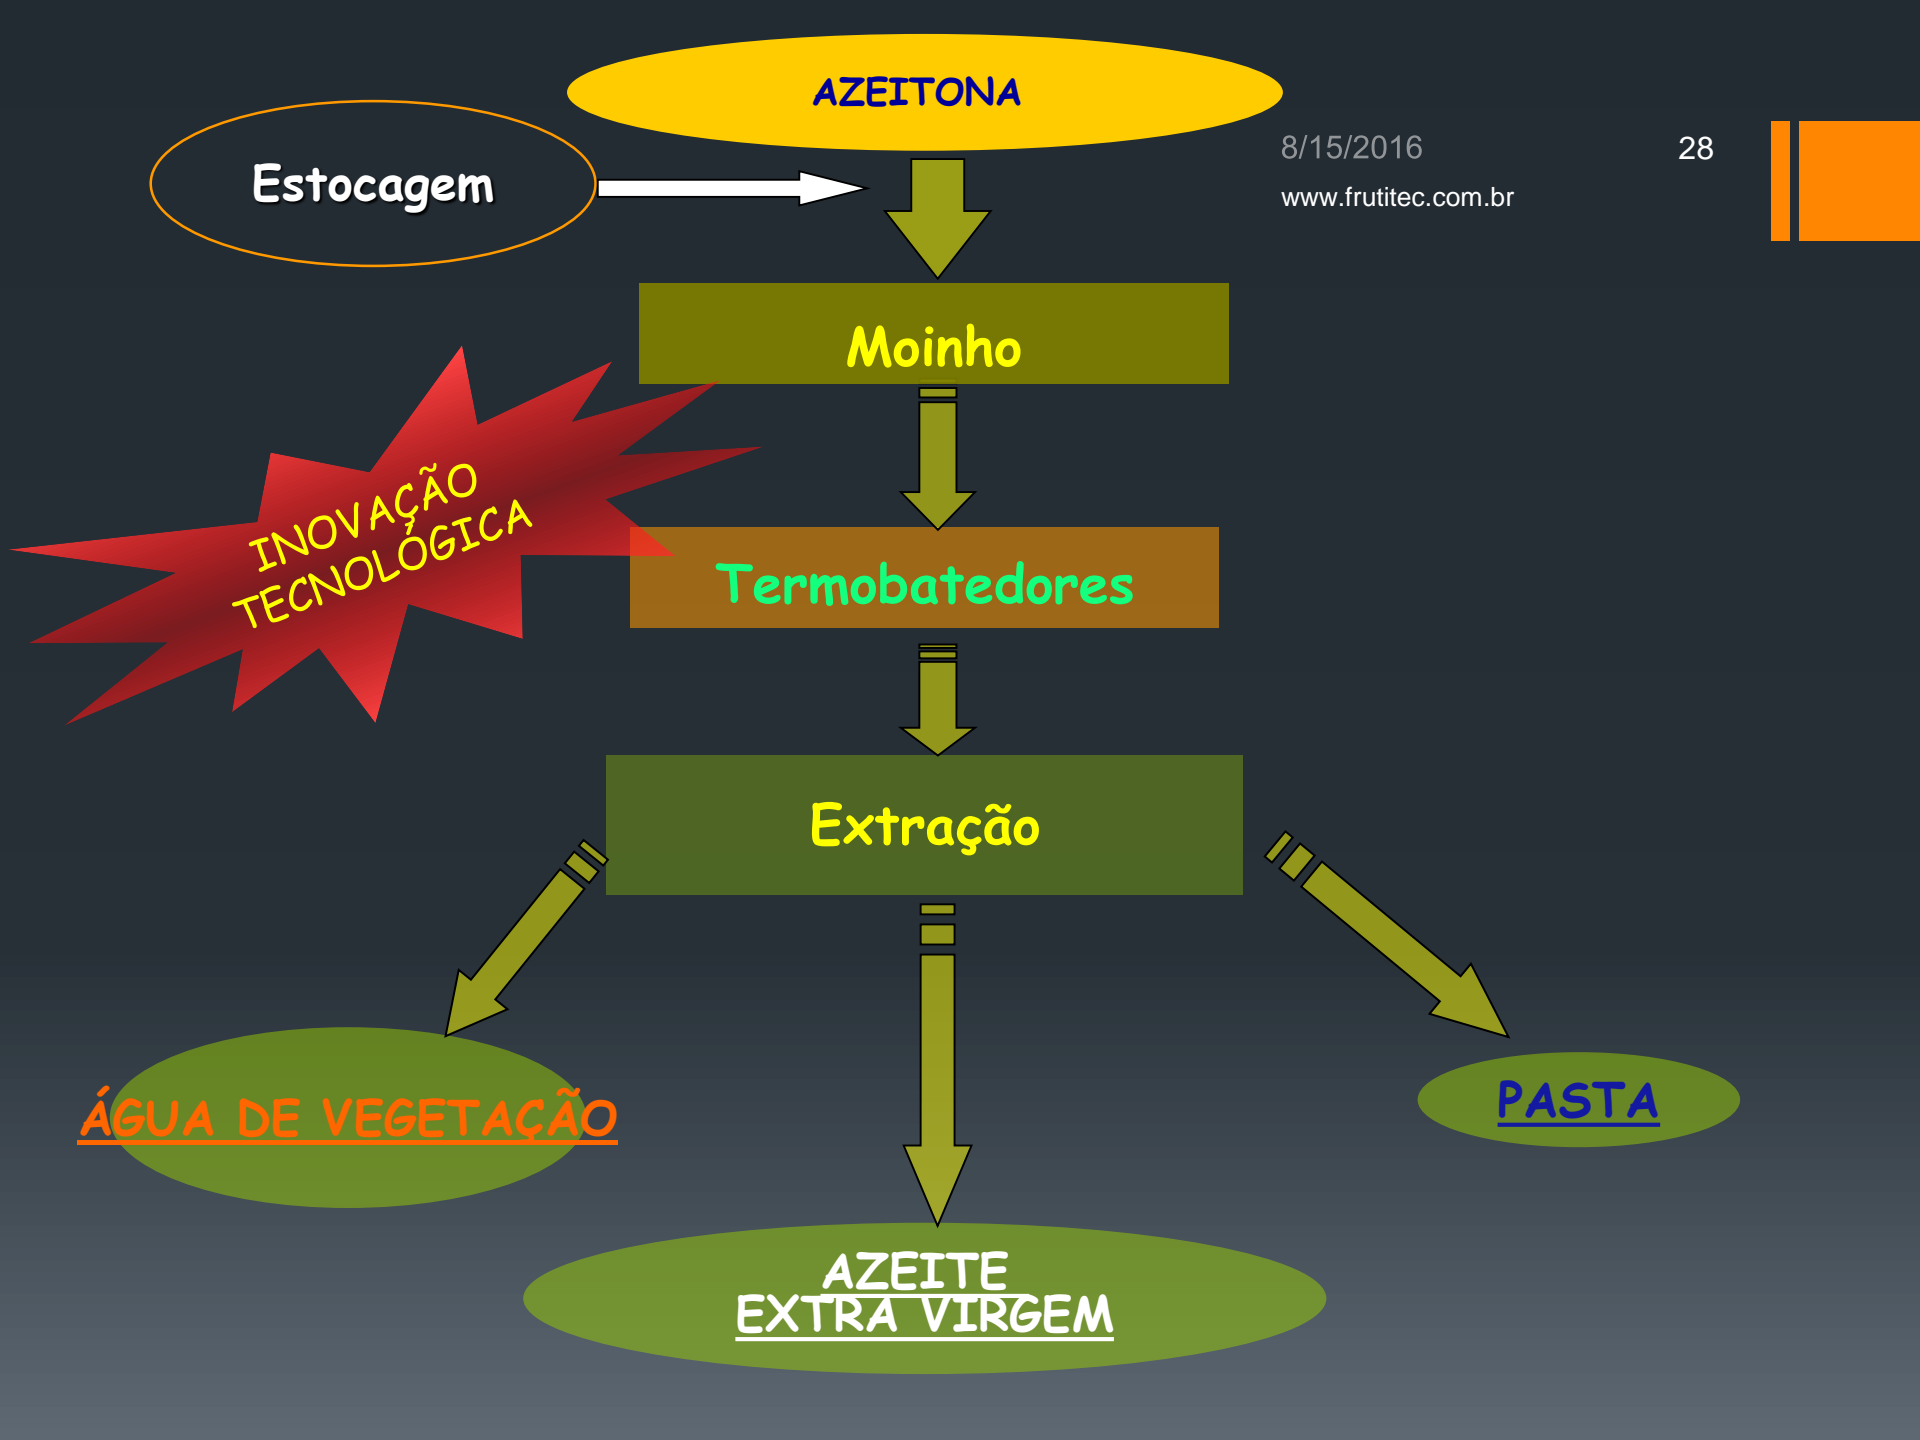 AZEITONA
8/15/2016
28
Estocagem
www.frutitec.com.br
Moinho
INOVAÇÃO
TECNOLÓGICA
Termobatedores
Extração
ÁGUA DE VEGETAÇÃO
PASTA
AZEITE
EXTRA VIRGEM